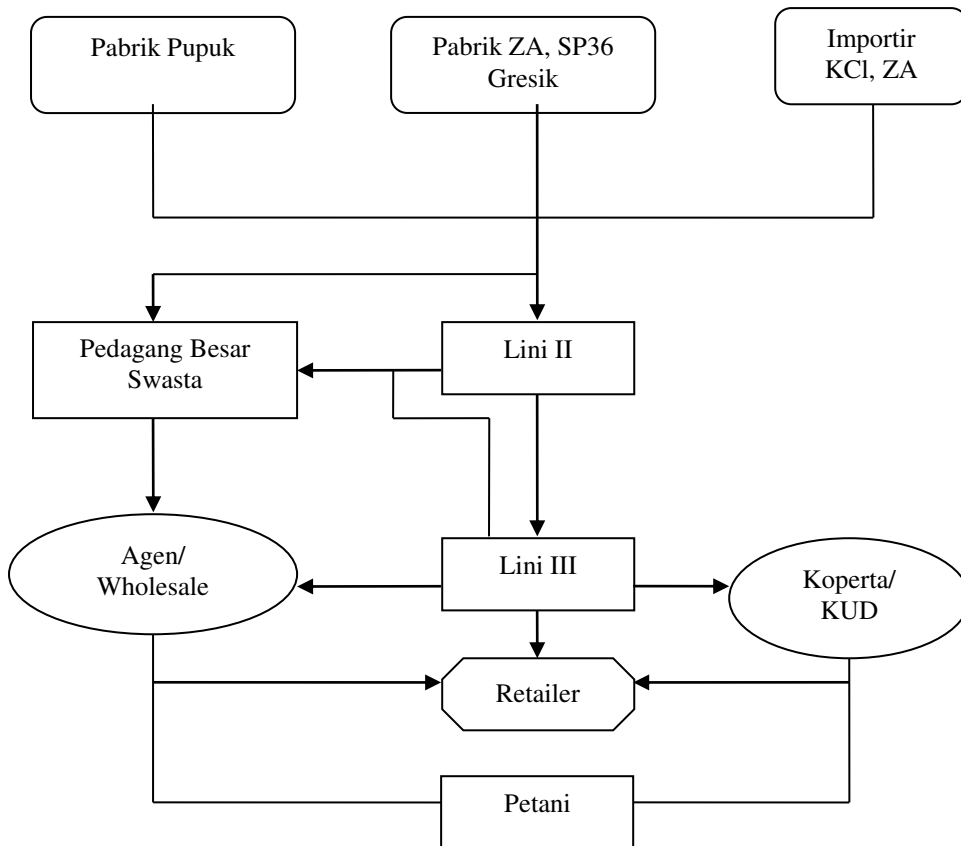 Pabrik Pupuk
Pabrik ZA, SP36
Gresik
Importir
KCl, ZA
Pedagang Besar
Swasta
Lini II
Agen/
Wholesale
Lini III
Koperta/
KUD
Retailer
Petani